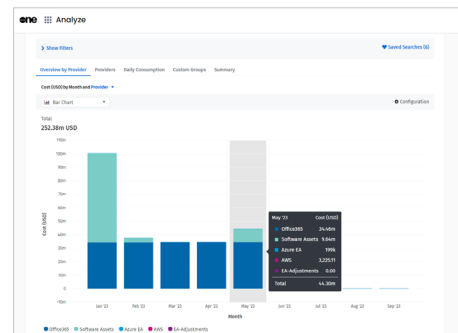 one Analyze
Show Filters
Saved Searches (6)
Overview by Provider Providers Daily Consumption Custom Groups Summary
Cost (USD) by Month and Provider
Bar Chart
Configuration
Total
252.38m USD
110m
100m
90m
80m
70m
60m
50m
40m
30m
20m
10m
0
-10m
Cost (USD)
May '23 Cost (USD)
Office365 34.46m
Software Assets 9.64m
Azure EA 199k
AWS 3,225.11
EA-Adjustments 0.00
Total 44.30m
Jan '23 Feb '23 Mar '23 Apr '23 May '23 Jun '23 Jul '23 Aug '23 Sep '23
Month
Office365 Software Assets Azure EA AWS EA-Adjustments